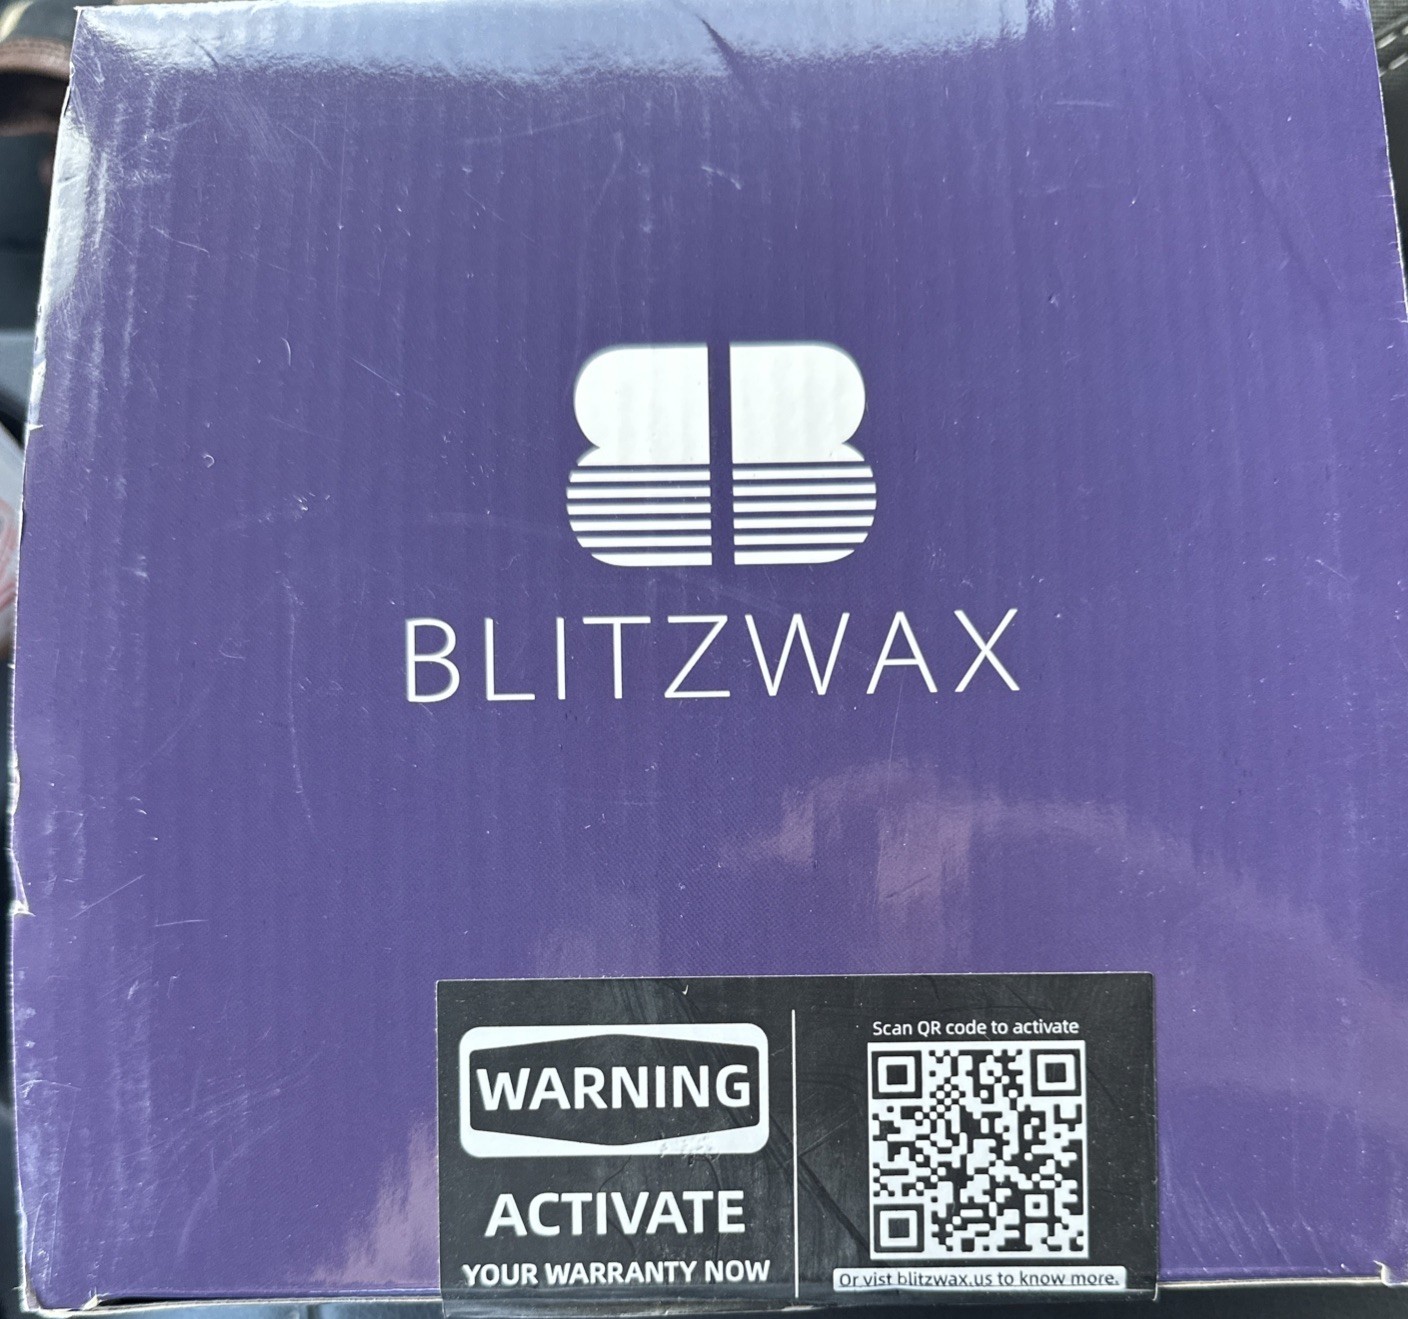 BLITZWAX
WARNING
ACTIVATE
YOUR WARRANTY NOW
Scan QR code to activate
Or vist blitzwax.us to know more.